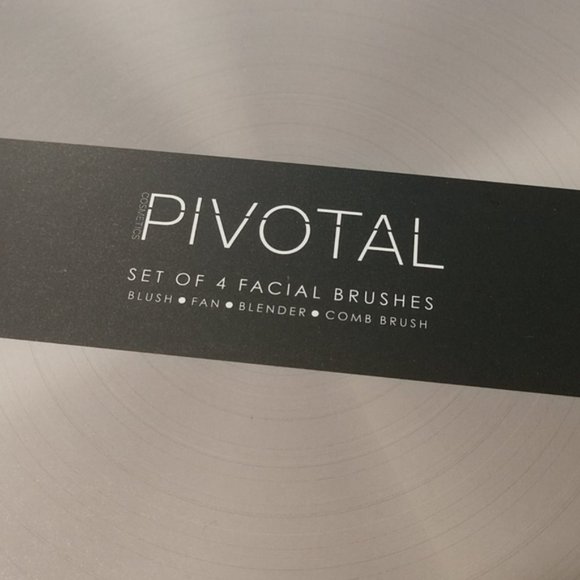 COSMETICS
PIVOTAL
SET OF 4 FACIAL BRUSHES
BLUSH ● FAN ● BLENDER ● COMB BRUSH